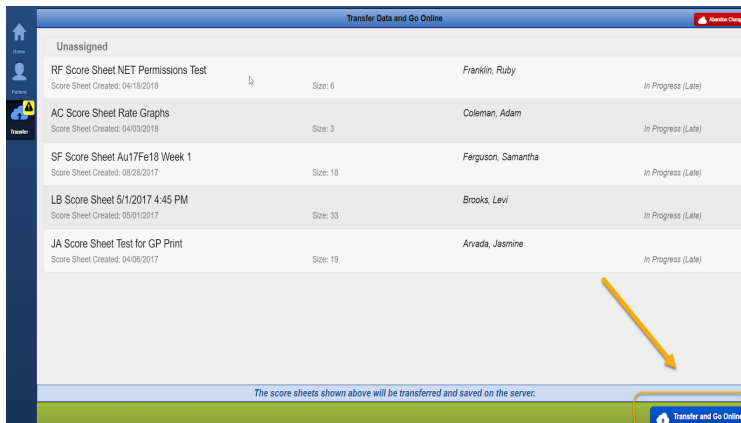 Transfer Data and Go Online
Abandon Chang
Home
Patient
Transfer
Unassigned
RF Score Sheet NET Permissions Test
Franklin, Ruby
Score Sheet Created: 04/18/2018
Size: 6
In Progress (Late)
AC Score Sheet Rate Graphs
Coleman, Adam
Score Sheet Created: 04/03/2018
Size: 3
In Progress (Late)
SF Score Sheet Au17Fe18 Week 1
Ferguson, Samantha
Score Sheet Created: 08/28/2017
Size: 18
In Progress (Late)
LB Score Sheet 5/1/2017 4:45 PM
Brooks, Levi
Score Sheet Created: 05/01/2017
Size: 33
In Progress (Late)
JA Score Sheet Test for GP Print
Arvada, Jasmine
Score Sheet Created: 04/06/2017
Size: 19
In Progress (Late)
The score sheets shown above will be transferred and saved on the server.
Transfer and Go Online